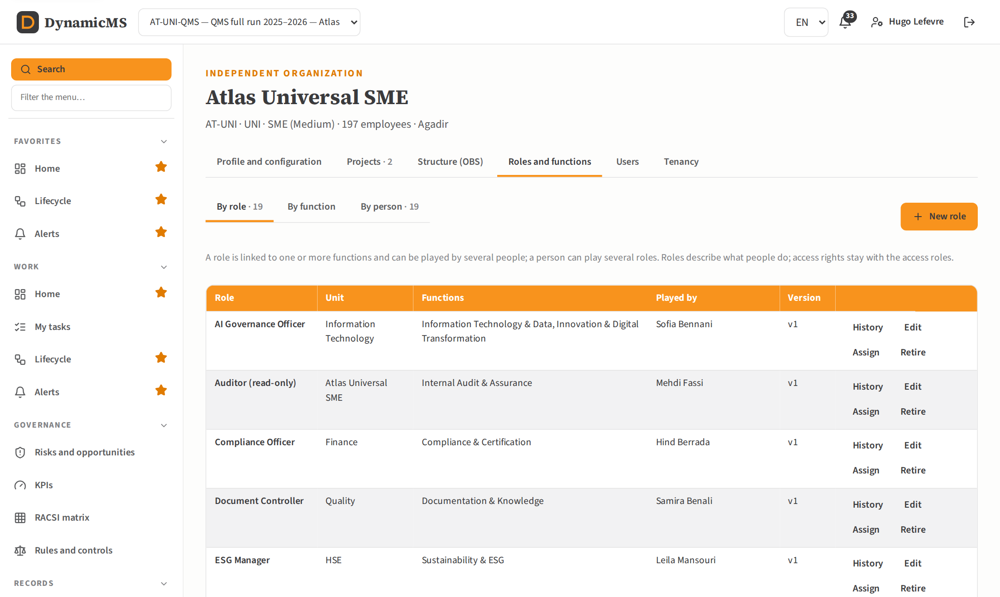 DynamicMS
AT-UNI-QMS — QMS full run 2025–2026 — Atlas
EN
33
Hugo Lefevre
Search
Filter the menu…
FAVORITES
Home
Lifecycle
Alerts
WORK
Home
My tasks
Lifecycle
Alerts
GOVERNANCE
Risks and opportunities
KPIs
RACSI matrix
Rules and controls
RECORDS
INDEPENDENT ORGANIZATION
Atlas Universal SME
AT-UNI · UNI · SME (Medium) · 197 employees · Agadir
Profile and configuration Projects · 2 Structure (OBS) Roles and functions Users Tenancy
By role · 19 By function By person · 19
New role
A role is linked to one or more functions and can be played by several people; a person can play several roles. Roles describe what people do; access rights stay with the access roles.
Role Unit Functions Played by Version
AI Governance Officer Information Information Technology & Data, Innovation & Digital Sofia Bennani v1 History Edit
Technology Transformation
Assign Retire
Auditor (read-only) Atlas Universal Internal Audit & Assurance Mehdi Fassi v1 History Edit
SME
Assign Retire
Compliance Officer Finance Compliance & Certification Hind Berrada v1 History Edit
Assign Retire
Document Controller Quality Documentation & Knowledge Samira Benali v1 History Edit
Assign Retire
ESG Manager HSE Sustainability & ESG Leila Mansouri v1 History Edit
Assign Retire